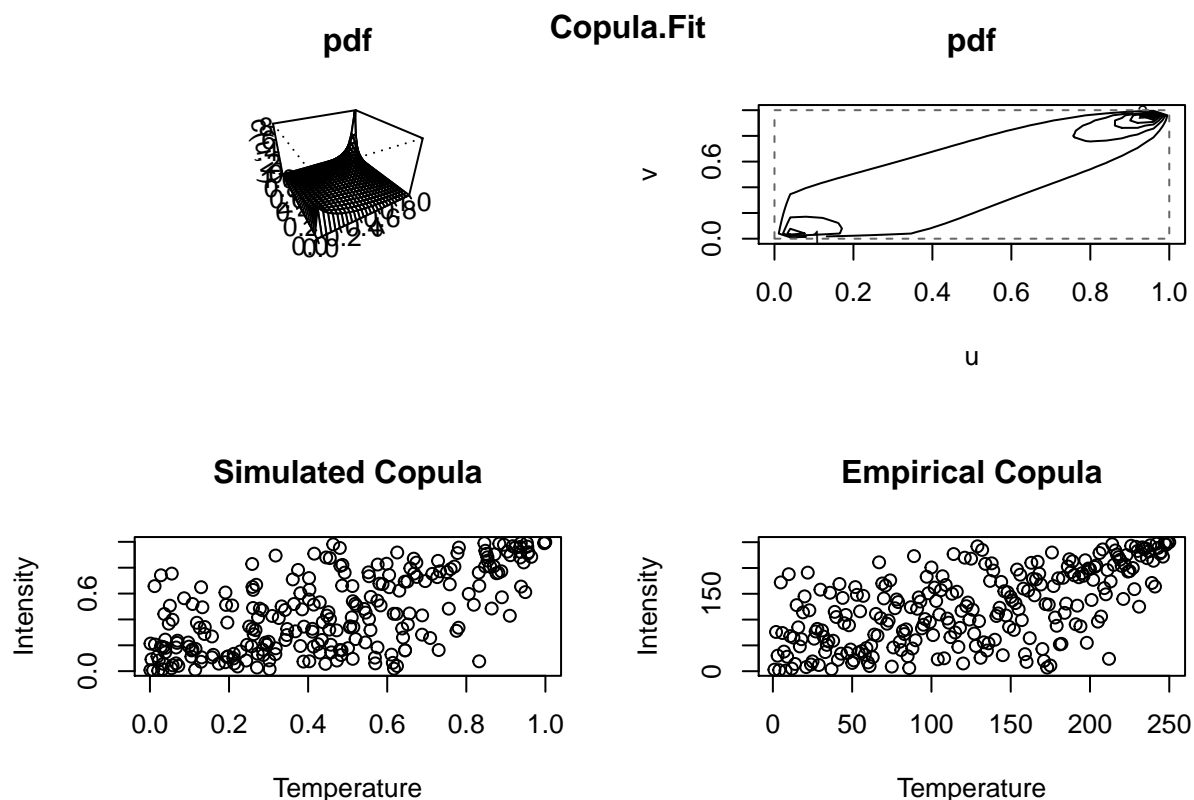 Copula.Fit
pdf
pdf
v
0.0 0.6
0.0 0.2 0.4 0.6 0.8 1.0
u
Simulated Copula
Intensity
0.0 0.6
0.0 0.2 0.4 0.6 0.8 1.0
Temperature
Empirical Copula
Intensity
0 150
0 50 100 150 200 250
Temperature